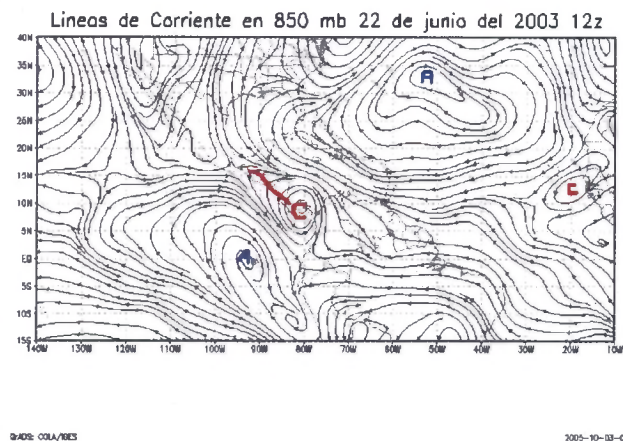 Lineas de Corriente en 850 mb 22 de junio del 2003 12z
40N
35N
A
30N
25N
20N
15N
E
10N
C
5N
EQ
A
5S
10S
15S
140W 130W 120W 110W 100W 90W 80W 70W 60W 50W 40W 30W 20W 10W
GrADS: COLA/IGES